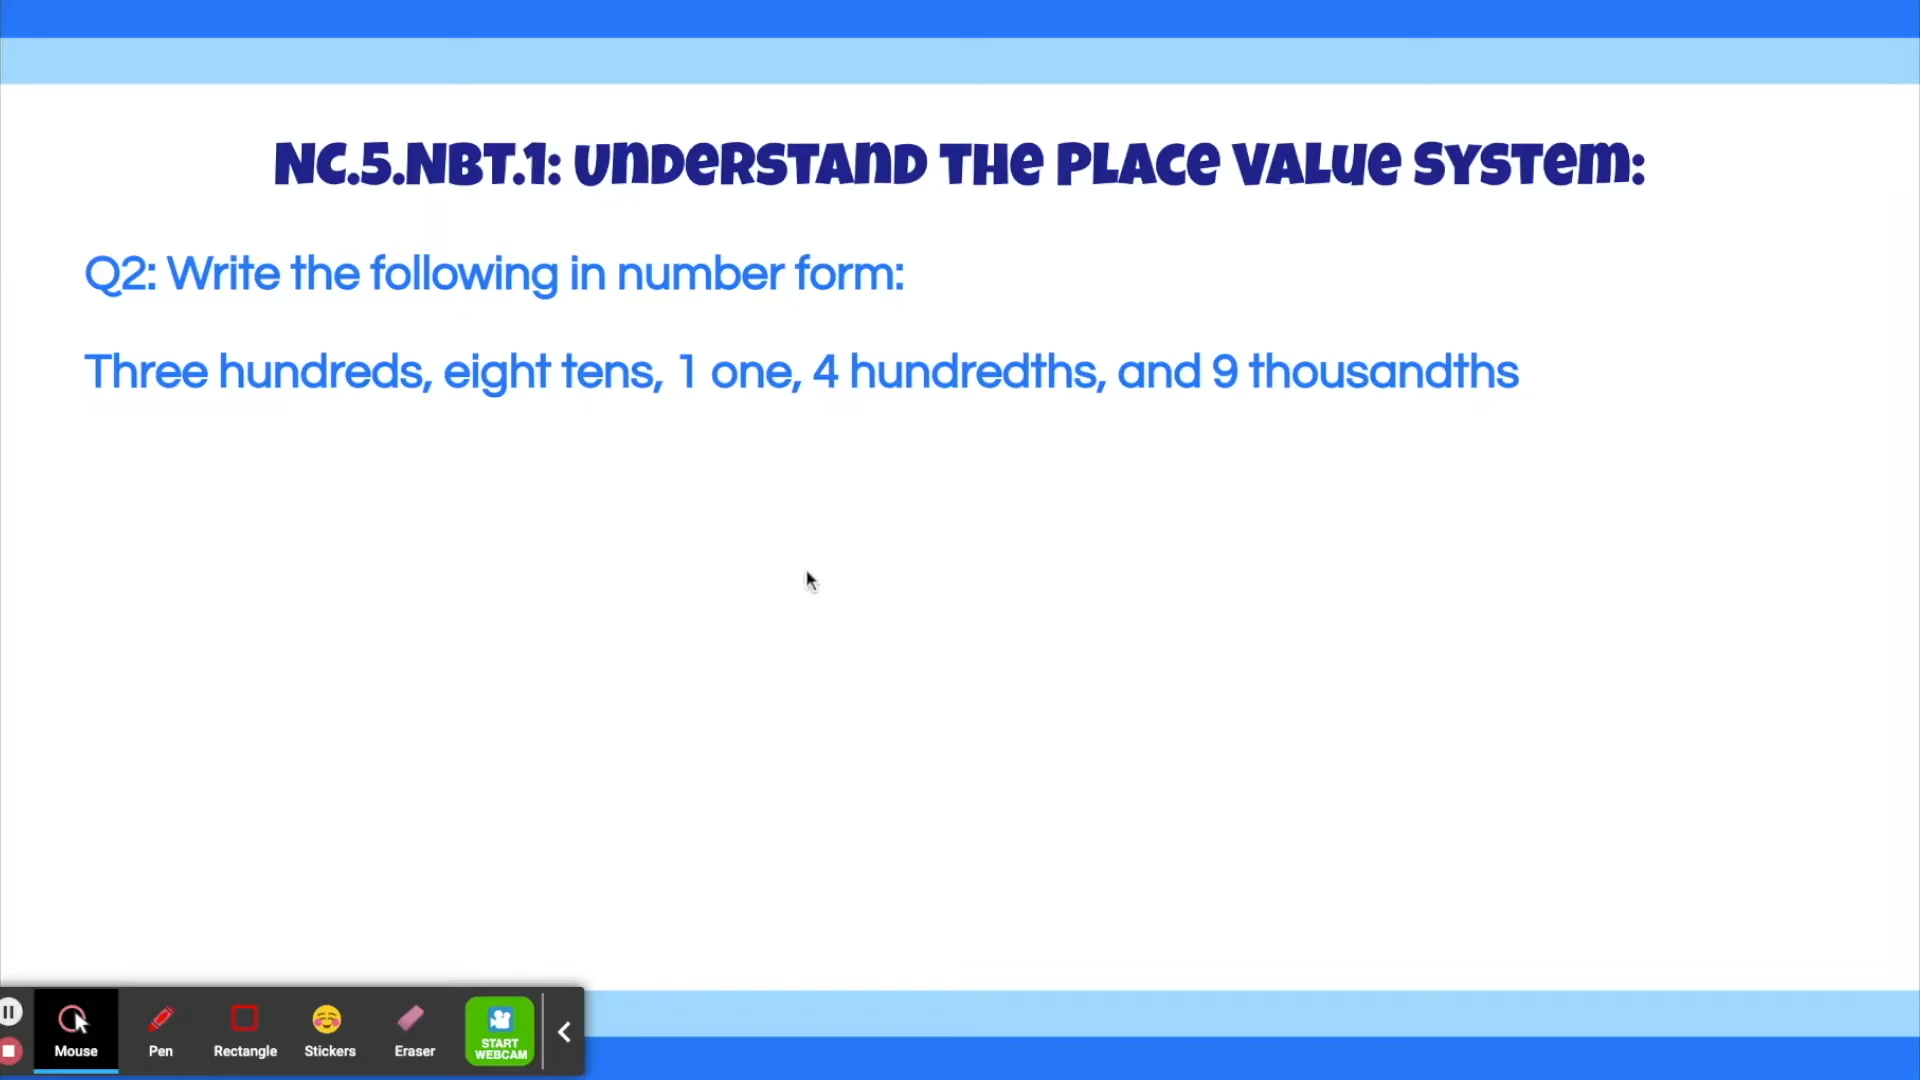 NC.5.NBT.1: Understand the place value system:
Q2: Write the following in number form:
Three hundreds, eight tens, 1 one, 4 hundredths, and 9 thousandths
Mouse
Pen
Rectangle
Stickers
Eraser
START
WEBCAM